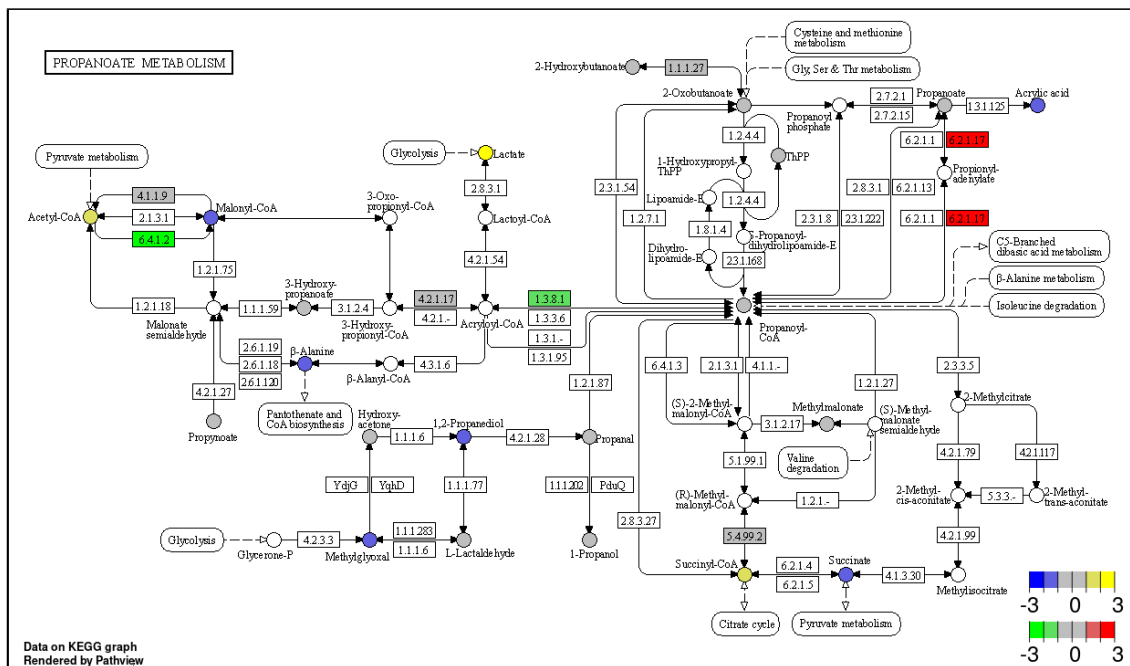 PROPANOATE METABOLISM
Cysteine and methionine
metabolism
2-Hydroxybutanoate
1.1.1.27
Gly, Ser & Thr metabolism
2-Oxobutanoate
Propanoyl
phosphate
2.7.2.1
2.7.2.15
Propanoate
1.3.1.125
Acrylic acid
Pyruvate metabolism
Glycolysis
Lactate
1.2.4.4
ThPP
6.2.1.1
6.2.1.17
1-Hydroxypropyl-
ThPP
Propionyl-
adenylate
4.1.1.9
Acetyl-CoA
2.1.3.1
Malonyl-CoA
6.4.1.2
3-Oxo-
propionyl-CoA
2.8.3.1
Lactoyl-CoA
2.3.1.54
Lipoamide-E
1.2.4.4
2.8.3.1
6.2.1.13
1.2.7.1
1.8.1.4
2.3.1.8
2.3.1.222
6.2.1.1
6.2.1.17
S-Propanoyl-
dihydrolipoamide-E
Dihydro-
lipoamide-E
2.3.1.168
C5-Branched
dibasic acid metabolism
β-Alanine metabolism
Isoleucine degradation
1.2.1.75
4.2.1.54
3-Hydroxy-
propanoate
1.2.1.18
Malonate
semialdehyde
1.1.1.59
3.1.2.4
3-Hydroxy-
propionyl-CoA
4.2.1.17
4.2.1.-
Acryloyl-CoA
1.3.8.1
1.3.3.6
1.3.1.-
1.3.1.95
Propanoyl-
CoA
2.6.1.19
2.6.1.18
2.6.1.120
β-Alanine
β-Alanyl-CoA
4.3.1.6
6.4.1.3
2.1.3.1
4.1.1.-
2.3.3.5
1.2.1.87
1.2.1.27
4.2.1.27
Propynoate
Pantothenate and
CoA biosynthesis
Hydroxy-
acetone
1.1.1.6
1,2-Propanediol
4.2.1.28
Propanal
(S)-2-Methyl-
malonyl-CoA
3.1.2.17
Methylmalonate
(S)-Methyl-
malonate
semialdehyde
2-Methylcitrate
Valine
degradation
5.1.99.1
4.2.1.79
4.2.1.117
YdjG
YqhD
1.1.1.77
1.1.1.202
PduQ
(R)-Methyl-
malonyl-CoA
1.2.1.-
2-Methyl-
cis-aconitate
5.3.3.-
2-Methyl-
trans-aconitate
2.8.3.27
Glycolysis
Glycerone-P
4.2.3.3
Methylglyoxal
1.1.1.283
1.1.1.6
L-Lactaldehyde
1-Propanol
5.4.99.2
4.2.1.99
Succinyl-CoA
6.2.1.4
6.2.1.5
Succinate
4.1.3.30
Methylisocitrate
Citrate cycle
Pyruvate metabolism
-3 0 3
-3 0 3
Data on KEGG graph
Rendered by Pathview